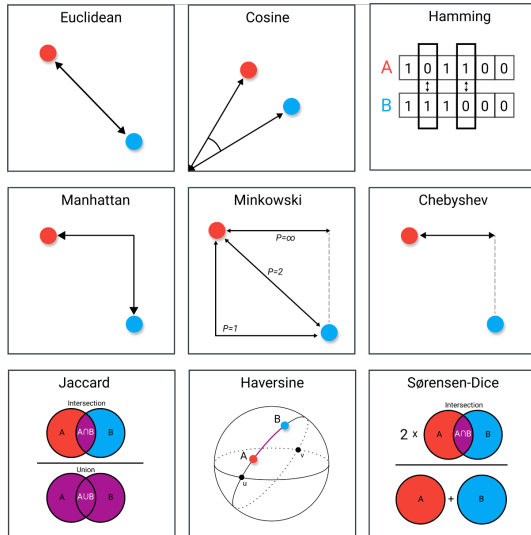 Euclidean
Cosine
Hamming
A 1 0 1 1 0 0
B 1 1 1 0 0 0
Manhattan
Minkowski
P=∞
P=2
P=1
Chebyshev
Jaccard
Intersection
A A∩B B
Union
A A∪B B
Haversine
B
A
v
u
Sørensen-Dice
Intersection
2 x A A∩B B
A + B